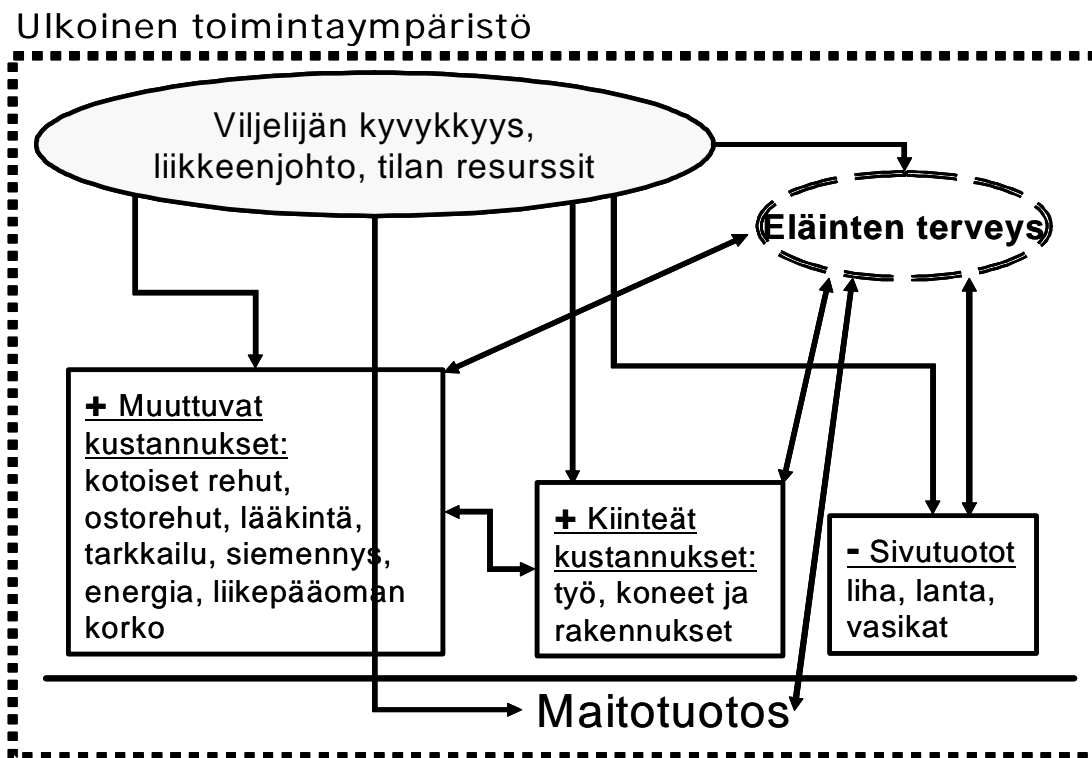 Ulkoinen toimintaympäristö
Viljelijän kyvykkyys,
liikkeenjohto, tilan resurssit
Eläinten terveys
+ Muuttuvat
kustannukset:
kotoiset rehut,
ostorehut, lääkintä,
tarkkailu, siemennys,
energia, liikepääoman
korko
+ Kiinteät
kustannukset:
työ, koneet ja
rakennukset
- Sivutuotot
liha, lanta,
vasikat
Maitotuotos